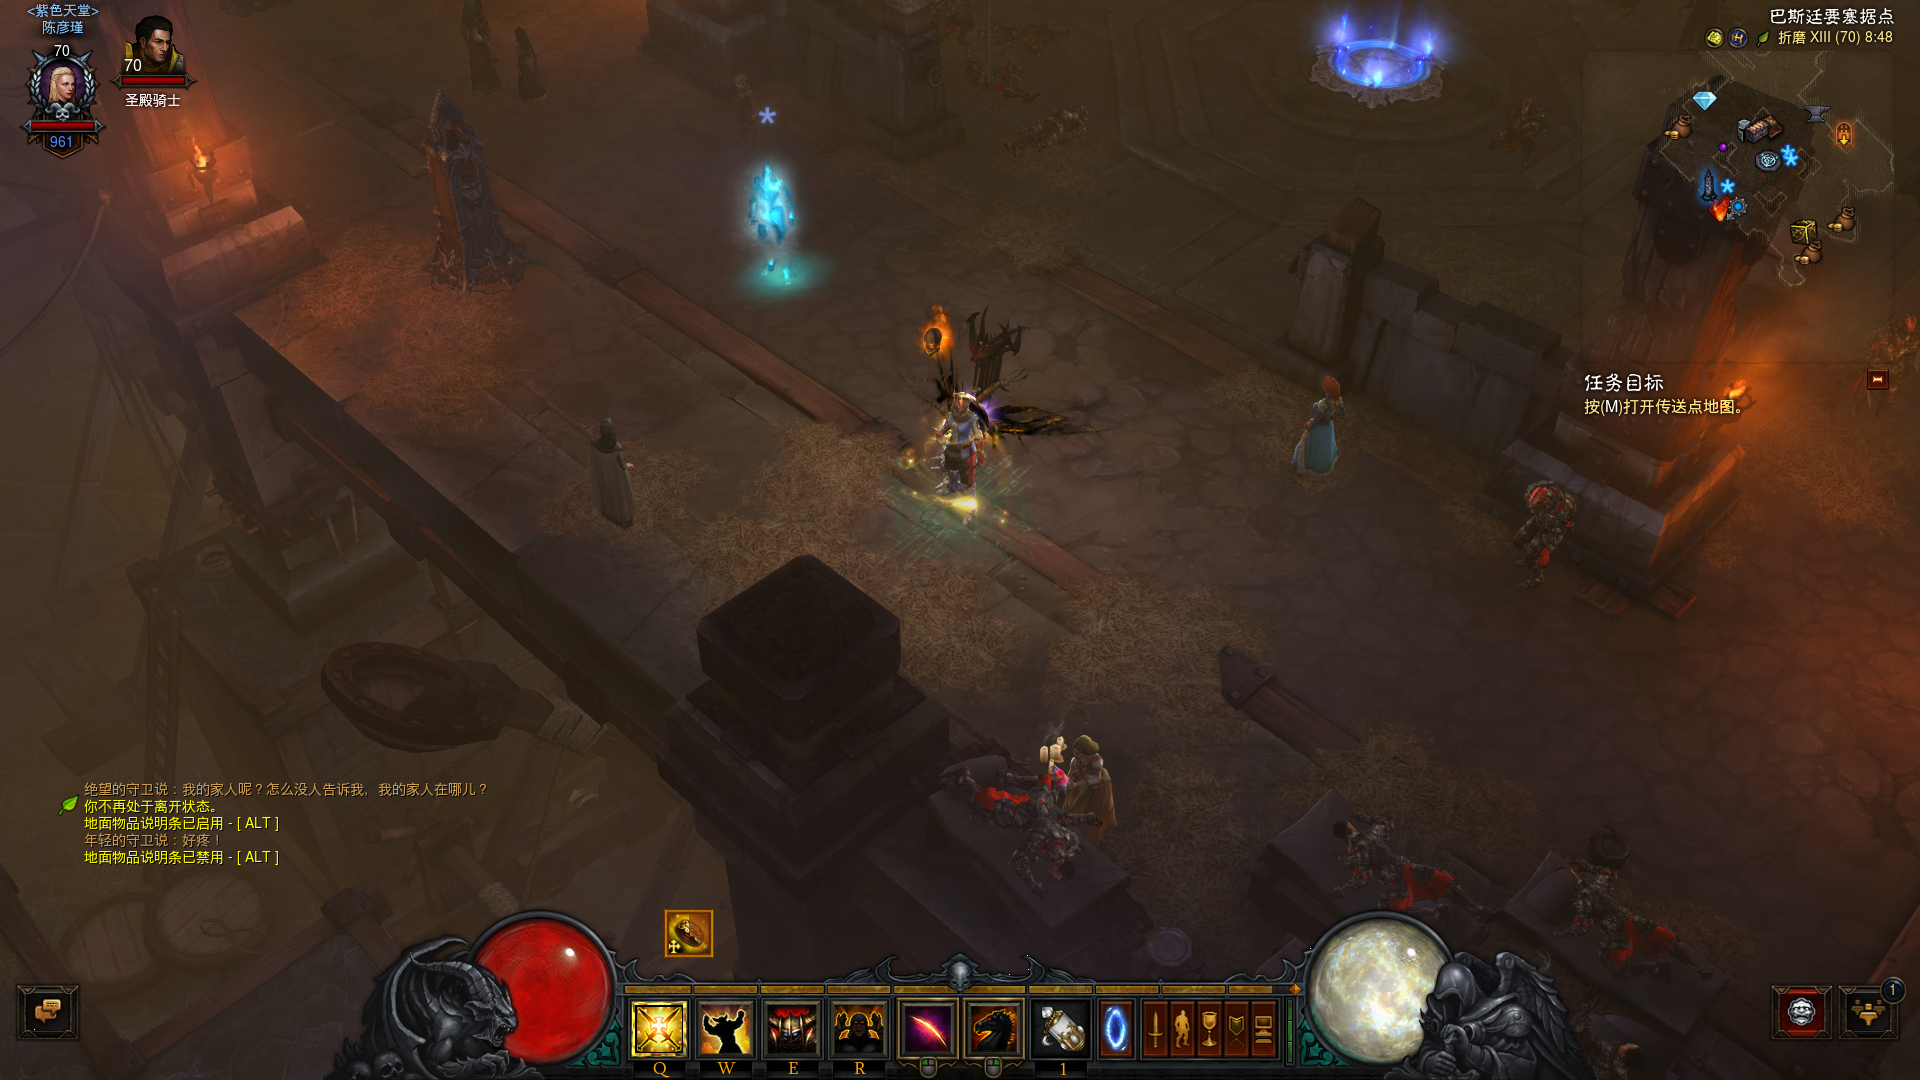 <紫色天堂>
陈彦瑾
70
70
圣殿骑士
961
巴斯廷要塞据点
折磨 XIII (70) 8:48
任务目标
按(M)打开传送点地图。
绝望的守卫说：我的家人呢？怎么没人告诉我，我的家人在哪儿？
你不再处于离开状态。
地面物品说明条已启用 - [ ALT ]
年轻的守卫说：好疼！
地面物品说明条已禁用 - [ ALT ]
Q
W
E
R
1
1